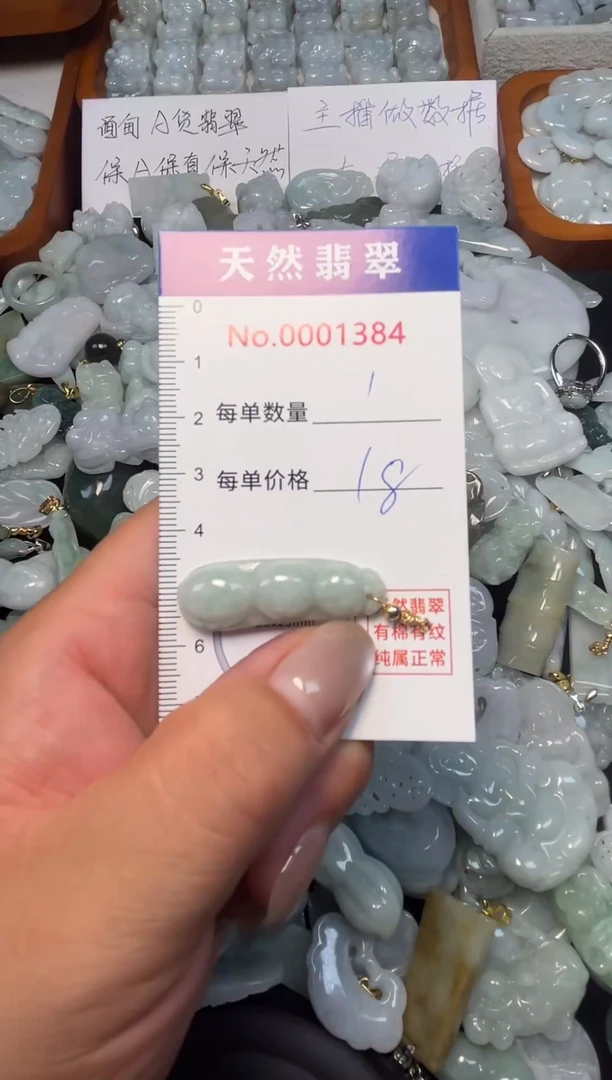 缅甸A货翡翠
保A保真保天然
主播做数据
天然翡翠
No.0001384
0
1
2
3
4
6
每单数量 1
每单价格 18
天然翡翠
有棉有纹
纯属正常